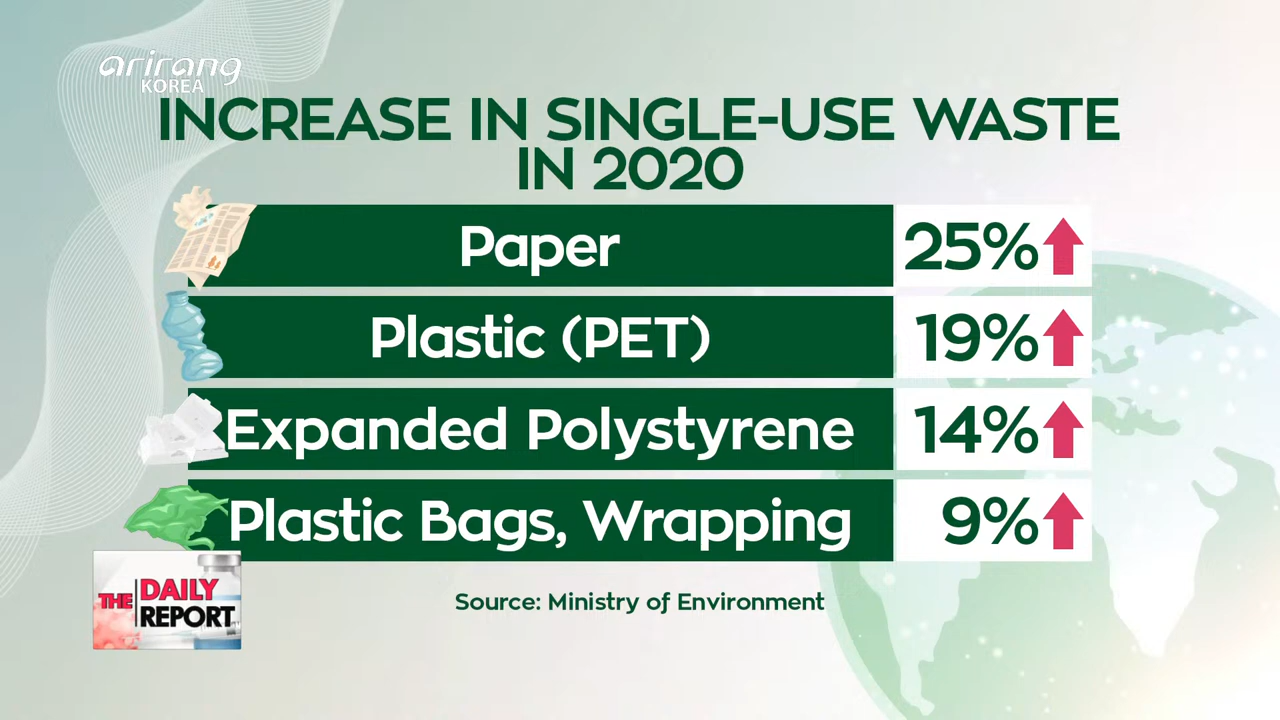 arirang
KOREA
INCREASE IN SINGLE-USE WASTE
IN 2020
Paper 25%
Plastic (PET) 19%
Expanded Polystyrene 14%
Plastic Bags, Wrapping 9%
THE DAILY
REPORT
Source: Ministry of Environment